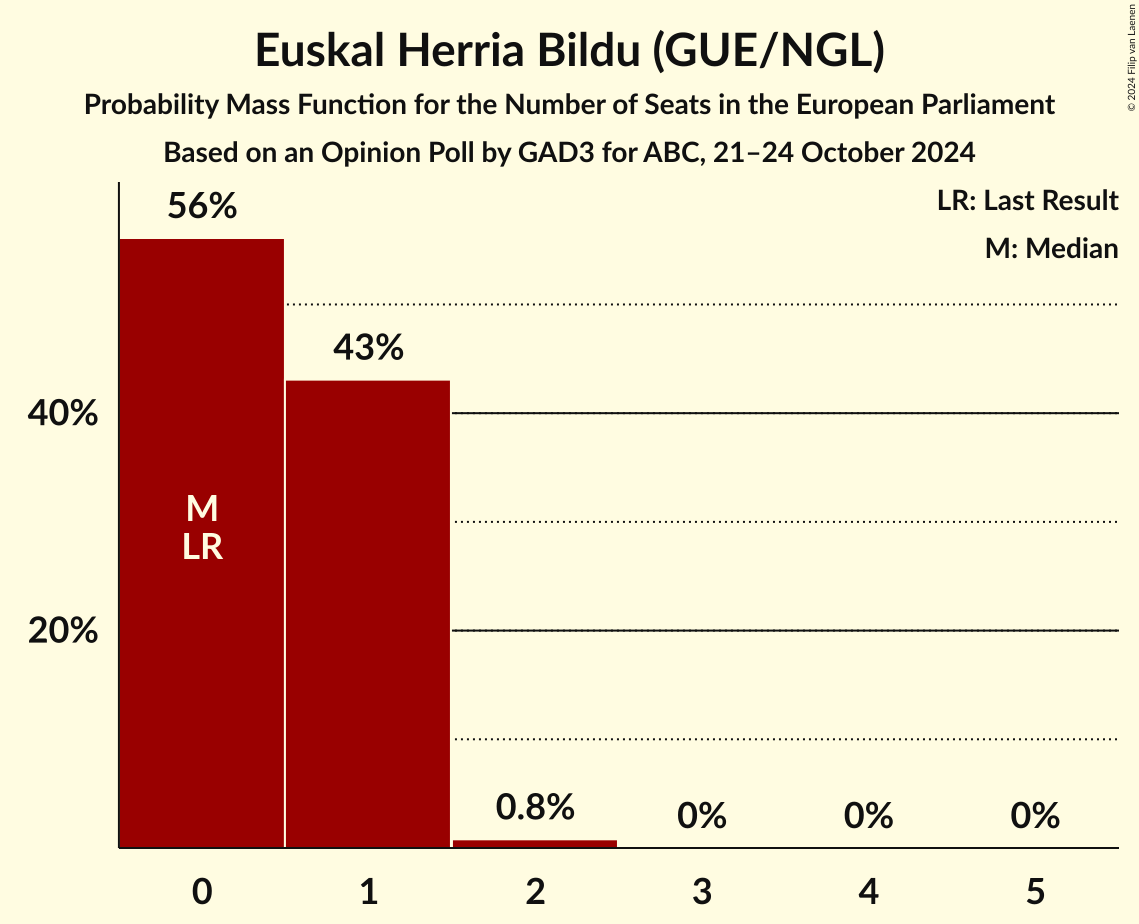 Euskal Herria Bildu (GUE/NGL)
Probability Mass Function for the Number of Seats in the European Parliament
Based on an Opinion Poll by GAD3 for ABC, 21–24 October 2024
© 2024 Filip van Laenen
LR: Last Result
M: Median
56%
43%
40%
M
LR
20%
0.8%
0%
0%
0%
0
1
2
3
4
5